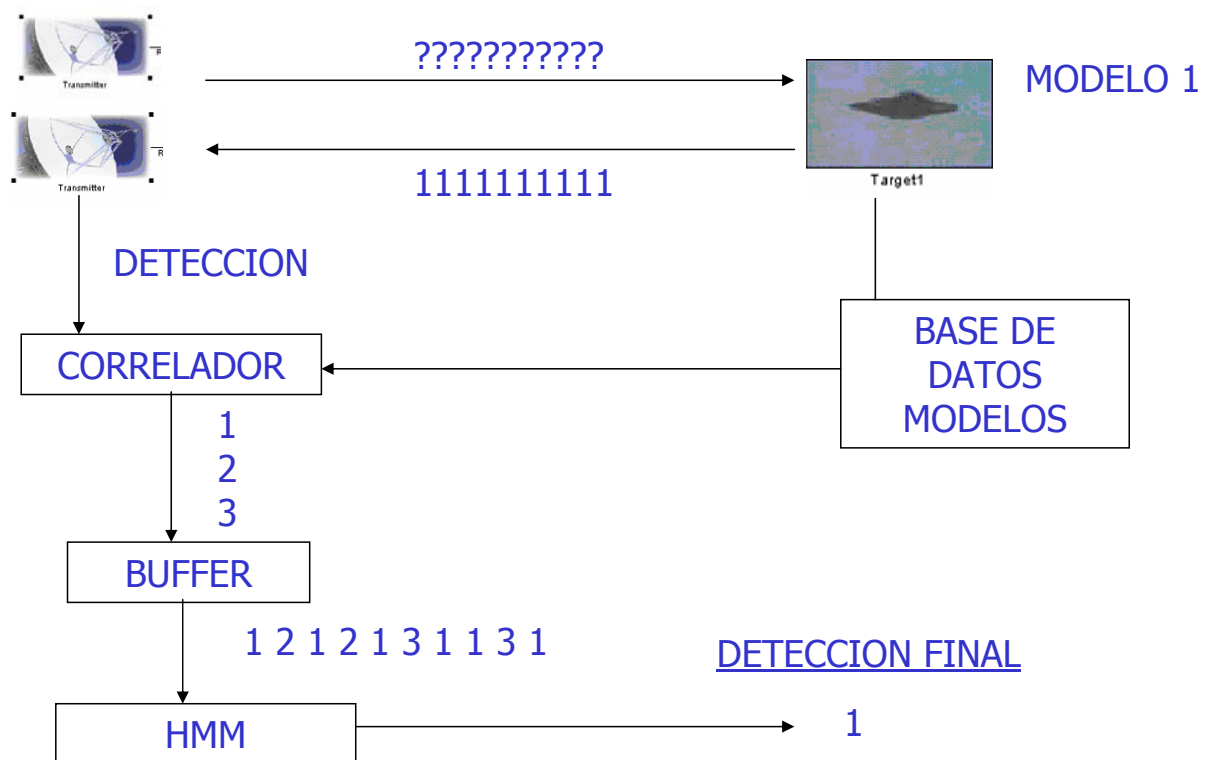 ???????????
MODELO 1
Transmitter
1111111111
Transmitter
Target1
DETECCION
BASE DE
DATOS
MODELOS
CORRELADOR
1
2
3
BUFFER
1 2 1 2 1 3 1 1 3 1
DETECCION FINAL
HMM
1